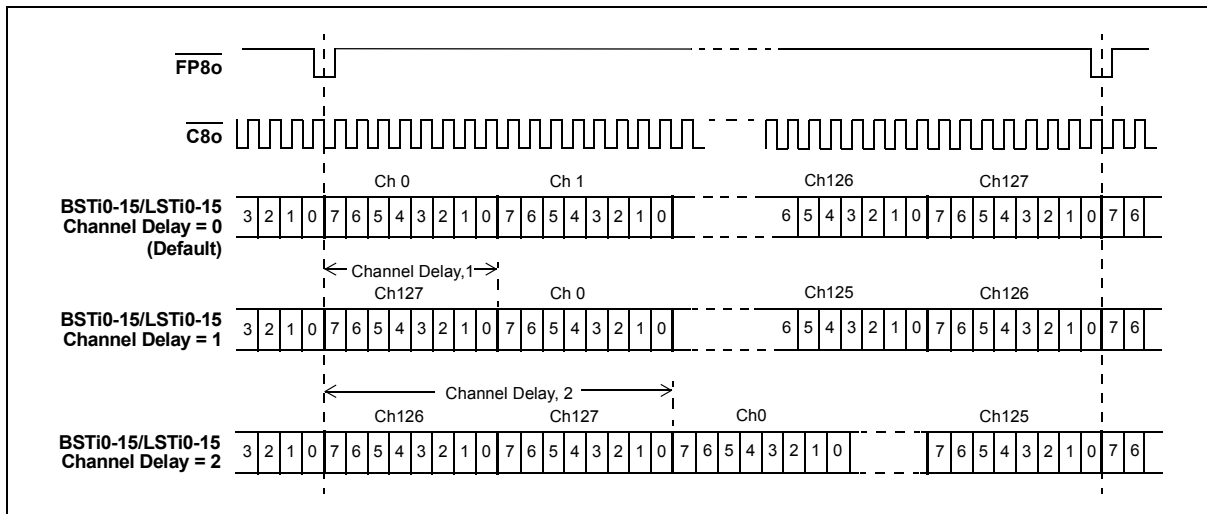 FP8o
C8o
Ch 0 Ch 1 Ch126 Ch127
BSTi0-15/LSTi0-15
Channel Delay = 0
(Default)
3 2 1 0 7 6 5 4 3 2 1 0 7 6 5 4 3 2 1 0 6 5 4 3 2 1 0 7 6 5 4 3 2 1 0 7 6
Channel Delay,1
Ch127 Ch 0 Ch125 Ch126
BSTi0-15/LSTi0-15
Channel Delay = 1
3 2 1 0 7 6 5 4 3 2 1 0 7 6 5 4 3 2 1 0 6 5 4 3 2 1 0 7 6 5 4 3 2 1 0 7 6
Channel Delay, 2
Ch126 Ch127 Ch0 Ch125
BSTi0-15/LSTi0-15
Channel Delay = 2
3 2 1 0 7 6 5 4 3 2 1 0 7 6 5 4 3 2 1 0 7 6 5 4 3 2 1 0 7 6 5 4 3 2 1 0 7 6